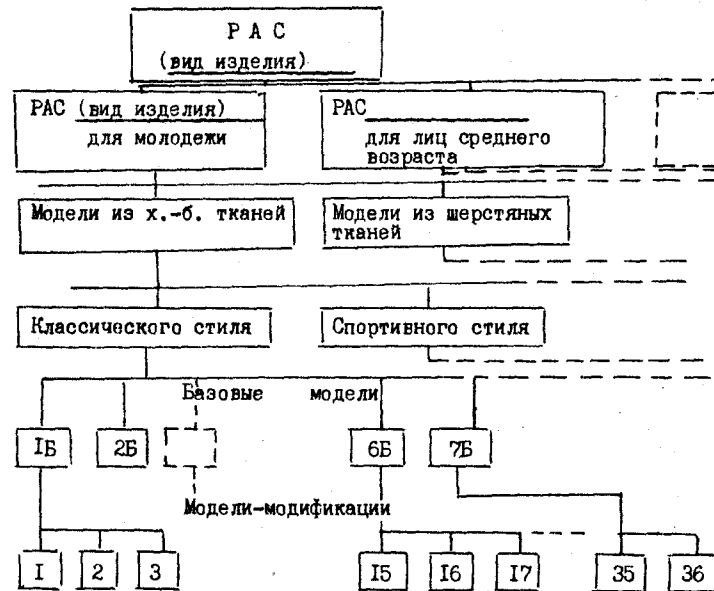 Р А С
(вид изделия)
РАС (вид изделия)
для молодежи
РАС
для лиц среднего
возраста
Модели из х.-б. тканей
Модели из шерстяных
тканей
Классического стиля
Спортивного стиля
Базовые модели
IБ 2Б 6Б 7Б
Модели-модификации
I 2 3 I5 I6 I7 35 36